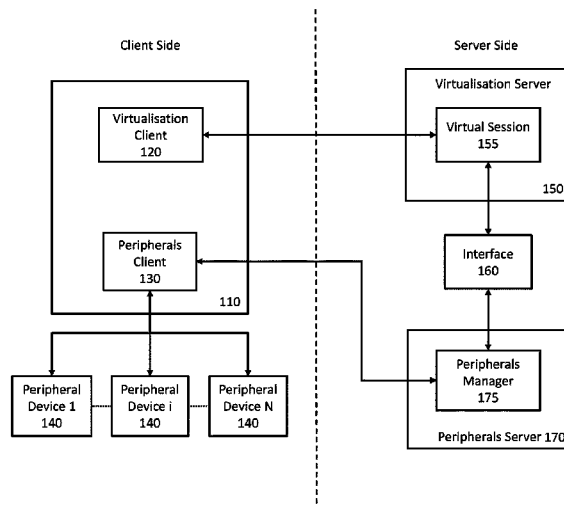 Client Side
Server Side
Virtualisation Server
Virtualisation
Client
120
Virtual Session
155
150
Peripherals
Client
130
Interface
160
110
Peripheral
Device 1
140
Peripheral
Device i
140
Peripheral
Device N
140
Peripherals
Manager
175
Peripherals Server 170